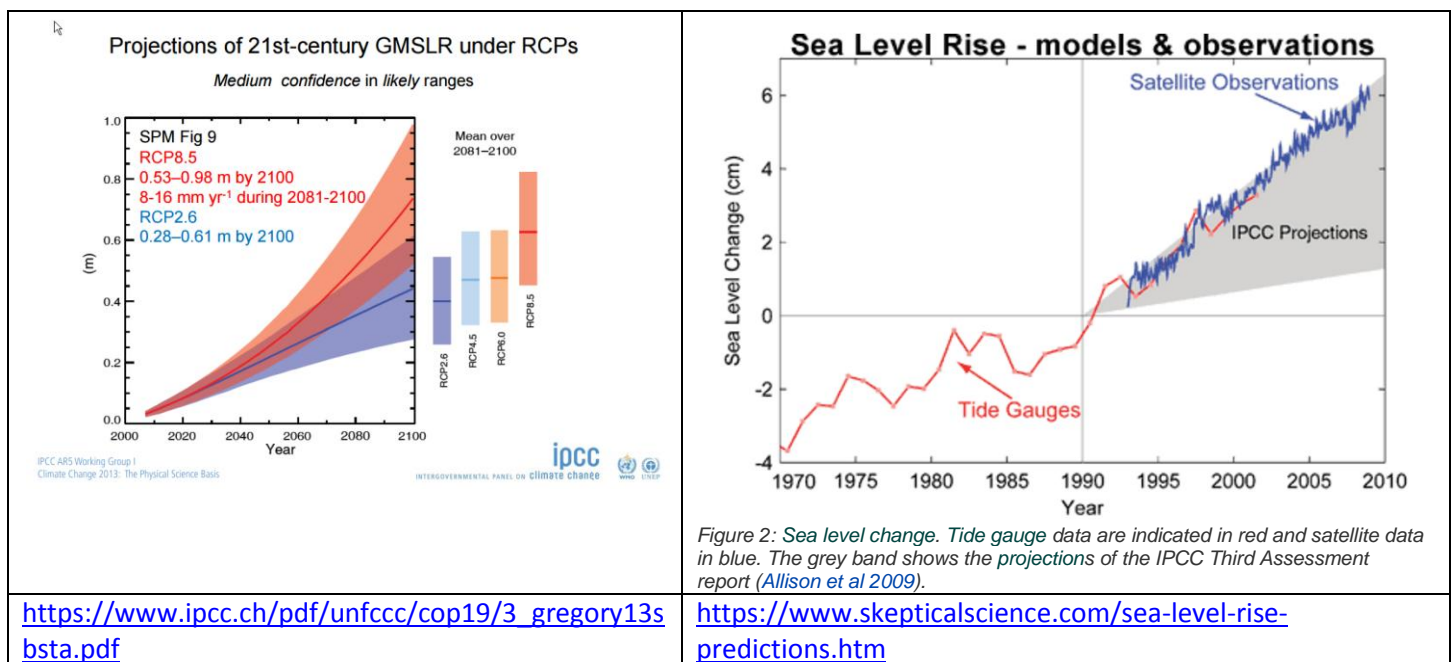 Projections of 21st-century GMSLR under RCPs
Medium confidence in likely ranges
1.0
0.8
0.6
0.4
0.2
0.0
(m)
SPM Fig 9
RCP8.5
0.53–0.98 m by 2100
8-16 mm yr-1 during 2081-2100
RCP2.6
0.28–0.61 m by 2100
2000 2020 2040 2060 2080 2100
Year
Mean over
2081–2100
RCP2.6
RCP4.5
RCP6.0
RCP8.5
IPCC AR5 Working Group I
Climate Change 2013: The Physical Science Basis
ipcc
INTERGOVERNMENTAL PANEL ON climate change
WMO UNEP
Sea Level Rise - models & observations
Satellite Observations
6
4
2
0
-2
-4
Sea Level Change (cm)
IPCC Projections
Tide Gauges
1970 1975 1980 1985 1990 1995 2000 2005 2010
Year
Figure 2: Sea level change. Tide gauge data are indicated in red and satellite data
in blue. The grey band shows the projections of the IPCC Third Assessment
report (Allison et al 2009).
https://www.ipcc.ch/pdf/unfccc/cop19/3_gregory13s
bsta.pdf
https://www.skepticalscience.com/sea-level-rise-
predictions.htm